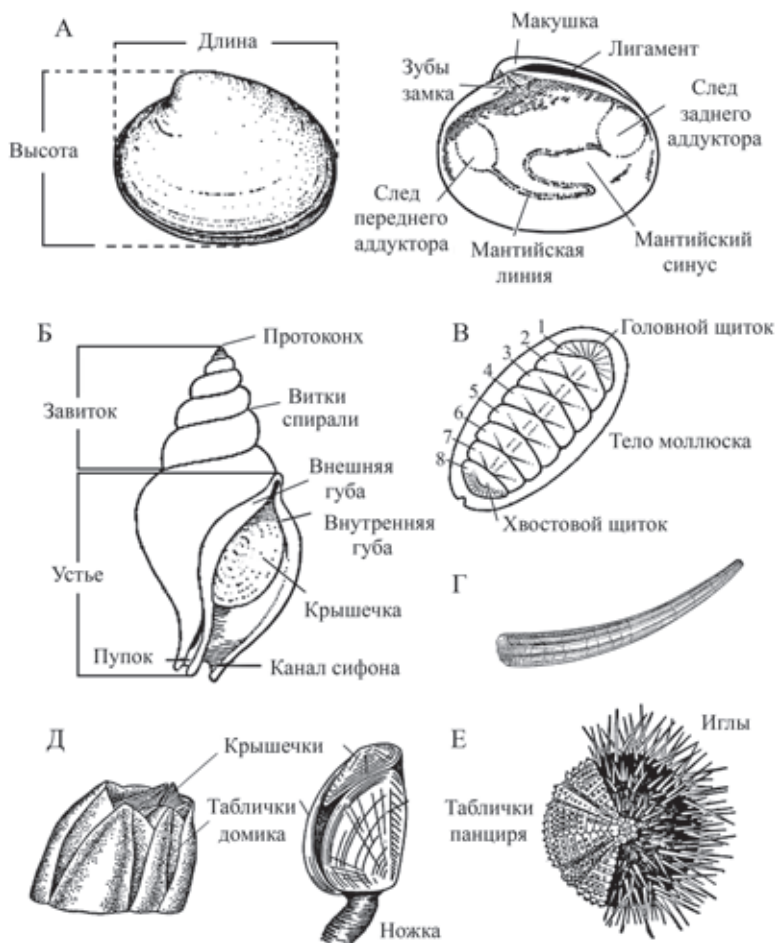 А
Длина
Высота
Макушка
Лигамент
Зубы
замка
След
заднего
аддуктора
След
переднего
аддуктора
Мантийская
линия
Мантийский
синус
Б
Протоконх
Завиток
Витки
спирали
Внешняя
губа
Внутренняя
губа
Устье
Крышечка
Пупок
Канал сифона
В
1
2
3
4
5
6
7
8
Головной щиток
Тело моллюска
Хвостовой щиток
Г
Д
Крышечки
Таблички
домика
Ножка
Е
Иглы
Таблички
панциря